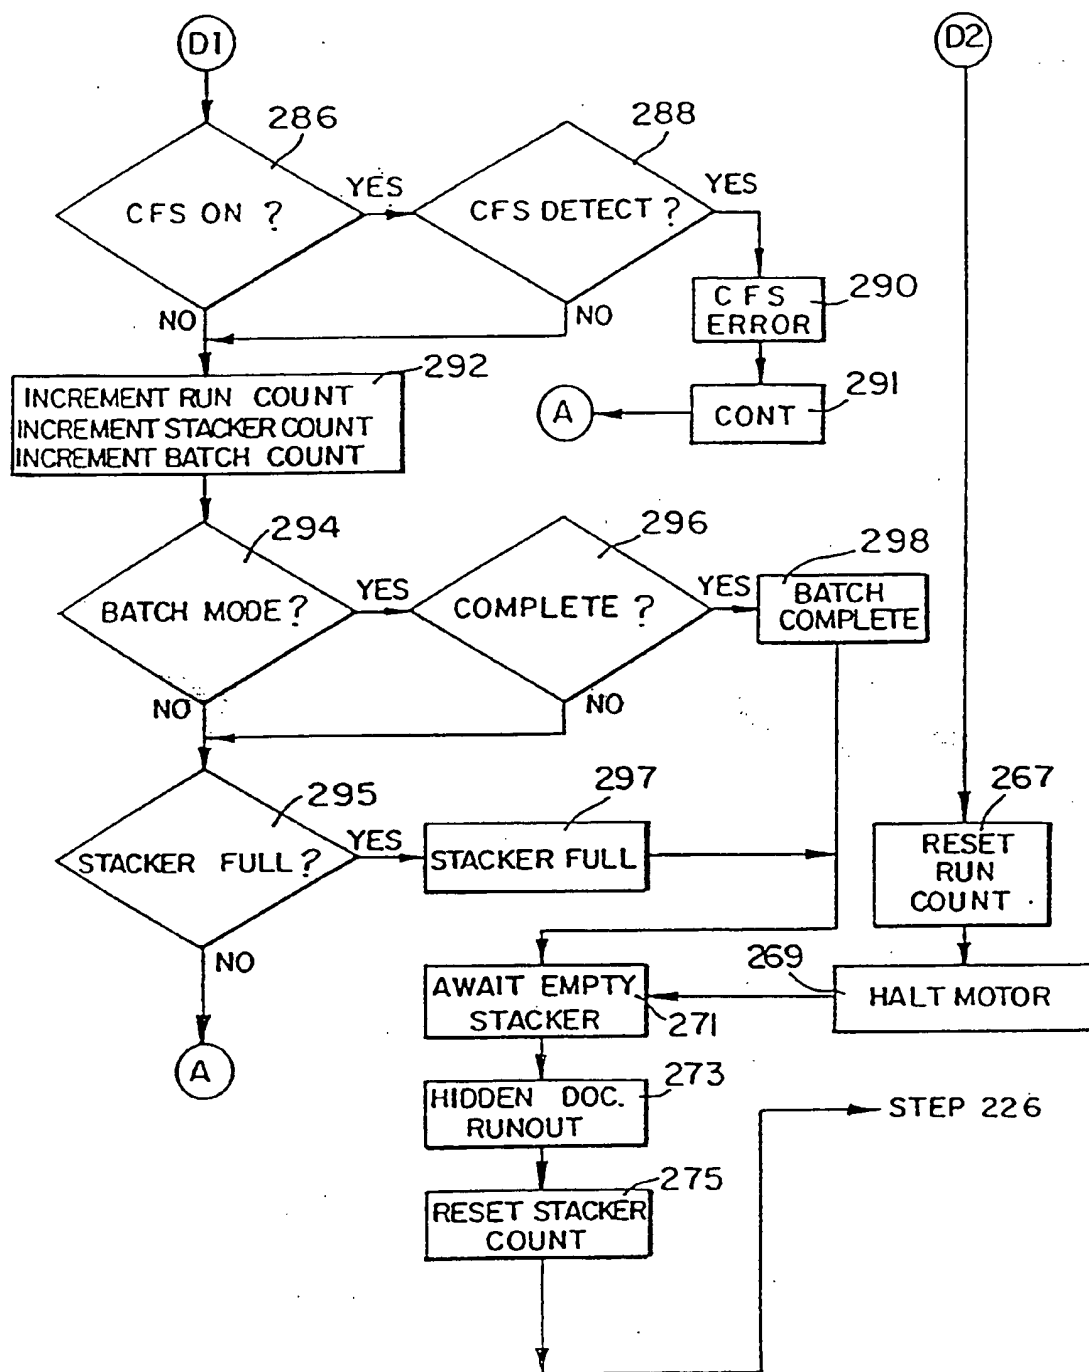 D1
D2
286
288
CFS ON ?
YES
CFS DETECT ?
YES
NO
NO
CFS
ERROR
290
292
INCREMENT RUN COUNT
INCREMENT STACKER COUNT
INCREMENT BATCH COUNT
A
CONT
291
294
296
298
BATCH MODE ?
YES
COMPLETE ?
YES
BATCH
COMPLETE
NO
NO
295
297
267
STACKER FULL ?
YES
STACKER FULL
RESET
RUN
COUNT
NO
269
AWAIT EMPTY
STACKER
271
HALT MOTOR
A
273
HIDDEN DOC.
RUNOUT
STEP 226
275
RESET STACKER
COUNT